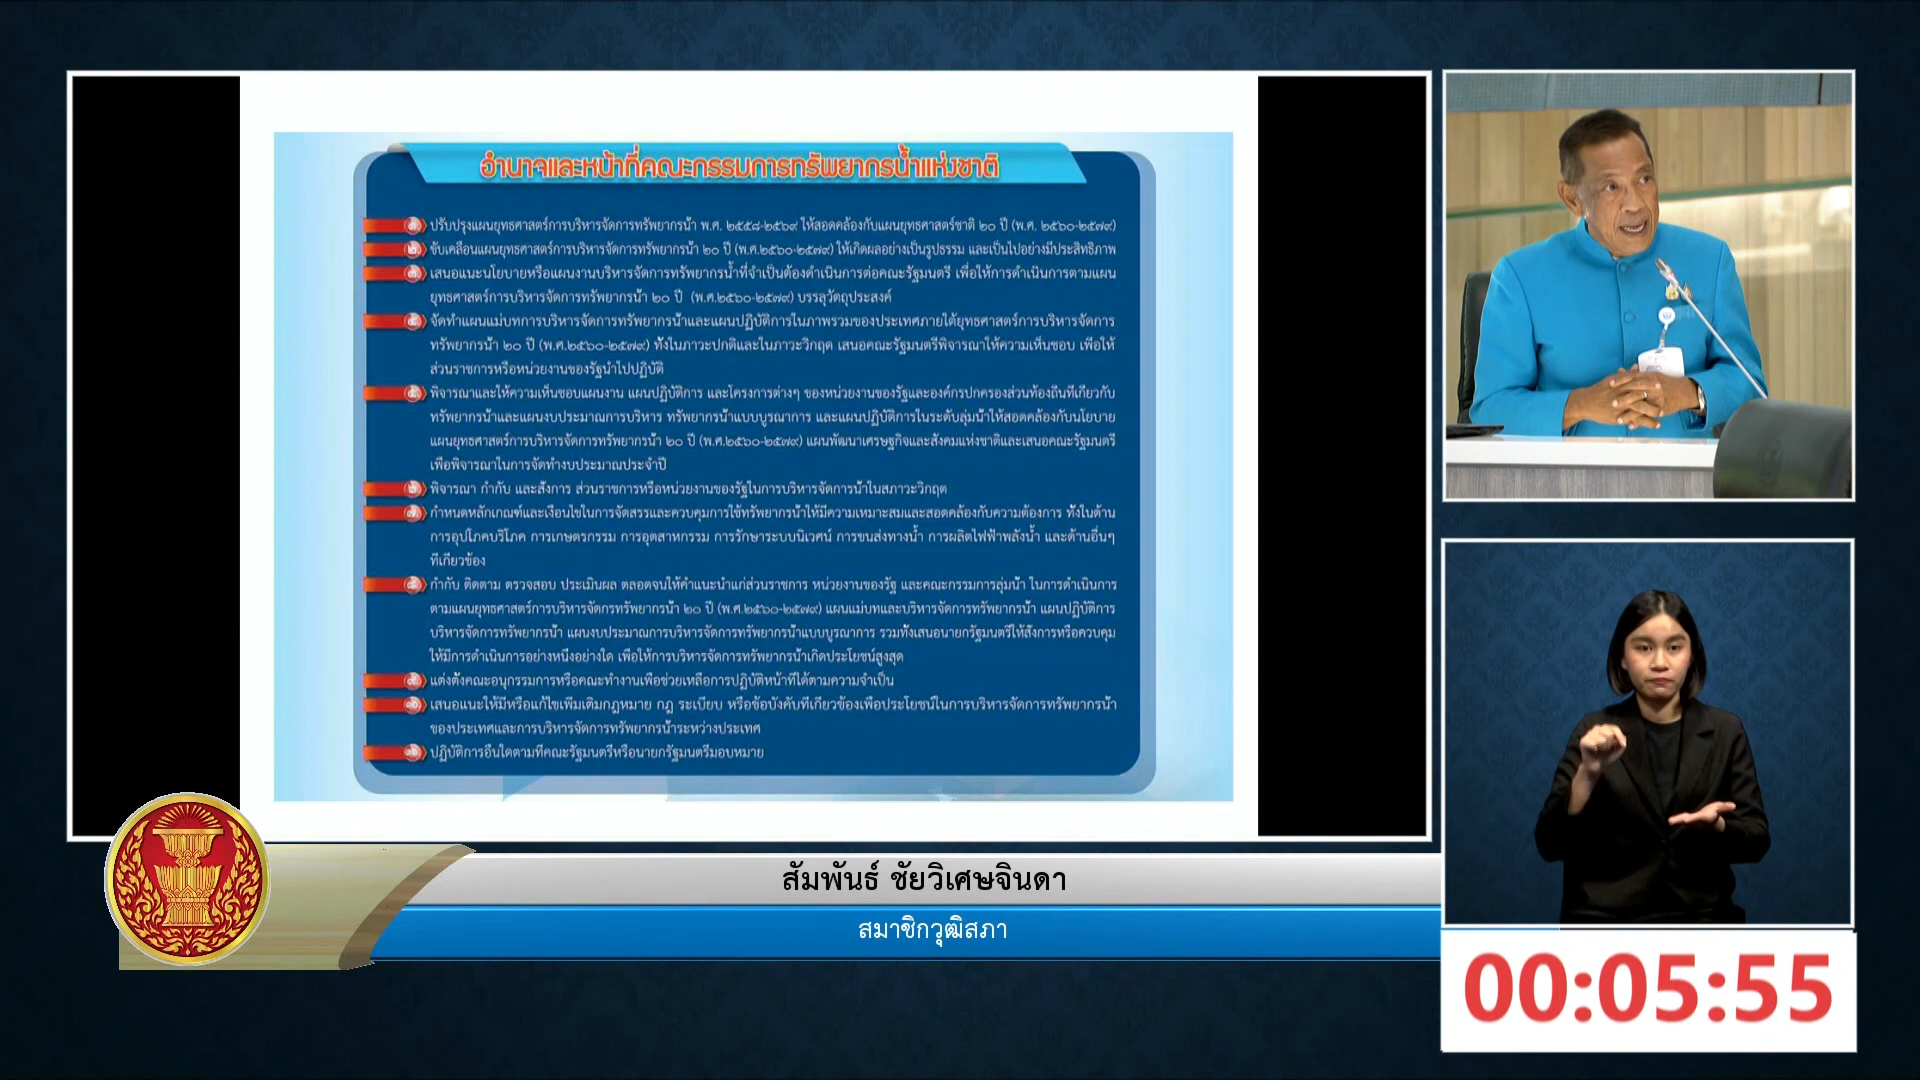 อำนาจและหน้าที่คณะกรรมการทรัพยากรน้ำแห่งชาติ
๑ ปรับปรุงแผนยุทธศาสตร์การบริหารจัดการทรัพยากรน้ำ พ.ศ. ๒๕๕๘-๒๕๖๙ ให้สอดคล้องกับแผนยุทธศาสตร์ชาติ ๒๐ ปี (พ.ศ. ๒๕๖๐-๒๕๗๙)
๒ ขับเคลื่อนแผนยุทธศาสตร์การบริหารจัดการทรัพยากรน้ำ ๒๐ ปี (พ.ศ.๒๕๖๐-๒๕๗๙) ให้เกิดผลอย่างเป็นรูปธรรม และเป็นไปอย่างมีประสิทธิภาพ
๓ เสนอแนะนโยบายหรือแผนงานบริหารจัดการทรัพยากรน้ำที่จำเป็นต้องดำเนินการต่อคณะรัฐมนตรี เพื่อให้การดำเนินการตามแผน
ยุทธศาสตร์การบริหารจัดการทรัพยากรน้ำ ๒๐ ปี (พ.ศ.๒๕๖๐-๒๕๗๙) บรรลุวัตถุประสงค์
๔ จัดทำแผนแม่บทการบริหารจัดการทรัพยากรน้ำและแผนปฏิบัติการในภาพรวมของประเทศภายใต้ยุทธศาสตร์การบริหารจัดการ
ทรัพยากรน้ำ ๒๐ ปี (พ.ศ.๒๕๖๐-๒๕๗๙) ทั้งในภาวะปกติและในภาวะวิกฤต เสนอคณะรัฐมนตรีพิจารณาให้ความเห็นชอบ เพื่อให้
ส่วนราชการหรือหน่วยงานของรัฐนำไปปฏิบัติ
๕ พิจารณาและให้ความเห็นชอบแผนงาน แผนปฏิบัติการ และโครงการต่างๆ ของหน่วยงานของรัฐและองค์กรปกครองส่วนท้องถิ่นที่เกี่ยวกับ
ทรัพยากรน้ำและแผนงบประมาณการบริหาร ทรัพยากรน้ำแบบบูรณาการ และแผนปฏิบัติการในระดับลุ่มน้ำให้สอดคล้องกับนโยบาย
แผนยุทธศาสตร์การบริหารจัดการทรัพยากรน้ำ ๒๐ ปี (พ.ศ.๒๕๖๐-๒๕๗๙) แผนพัฒนาเศรษฐกิจและสังคมแห่งชาติและเสนอคณะรัฐมนตรี
เพื่อพิจารณาในการจัดทำงบประมาณประจำปี
๖ พิจารณา กำกับ และสั่งการ ส่วนราชการหรือหน่วยงานของรัฐในการบริหารจัดการน้ำในสภาวะวิกฤต
๗ กำหนดหลักเกณฑ์และเงื่อนไขในการจัดสรรและควบคุมการใช้ทรัพยากรน้ำให้มีความเหมาะสมและสอดคล้องกับความต้องการ ทั้งในด้าน
การอุปโภคบริโภค การเกษตรกรรม การอุตสาหกรรม การรักษาระบบนิเวศน์ การขนส่งทางน้ำ การผลิตไฟฟ้าพลังน้ำ และด้านอื่นๆ
ที่เกี่ยวข้อง
๘ กำกับ ติดตาม ตรวจสอบ ประเมินผล ตลอดจนให้คำแนะนำแก่ส่วนราชการ หน่วยงานของรัฐ และคณะกรรมการลุ่มน้ำ ในการดำเนินการ
ตามแผนยุทธศาสตร์การบริหารจัดกรทรัพยากรน้ำ ๒๐ ปี (พ.ศ.๒๕๖๐-๒๕๗๙) แผนแม่บทและบริหารจัดการทรัพยากรน้ำ แผนปฏิบัติการ
บริหารจัดการทรัพยากรน้ำ แผนงบประมาณการบริหารจัดการทรัพยากรน้ำแบบบูรณาการ รวมทั้งเสนอนายกรัฐมนตรีให้สั่งการหรือควบคุม
ให้มีการดำเนินการอย่างหนึ่งอย่างใด เพื่อให้การบริหารจัดการทรัพยากรน้ำเกิดประโยชน์สูงสุด
๙ แต่งตั้งคณะอนุกรรมการหรือคณะทำงานเพื่อช่วยเหลือการปฏิบัติหน้าที่ได้ตามความจำเป็น
๑๐ เสนอแนะให้มีหรือแก้ไขเพิ่มเติมกฎหมาย กฎ ระเบียบ หรือข้อบังคับที่เกี่ยวข้องเพื่อประโยชน์ในการบริหารจัดการทรัพยากรน้ำ
ของประเทศและการบริหารจัดการทรัพยากรน้ำระหว่างประเทศ
๑๑ ปฏิบัติการอื่นใดตามที่คณะรัฐมนตรีหรือนายกรัฐมนตรีมอบหมาย
สัมพันธ์ ชัยวิเศษจินดา
สมาชิกวุฒิสภา
00:05:55